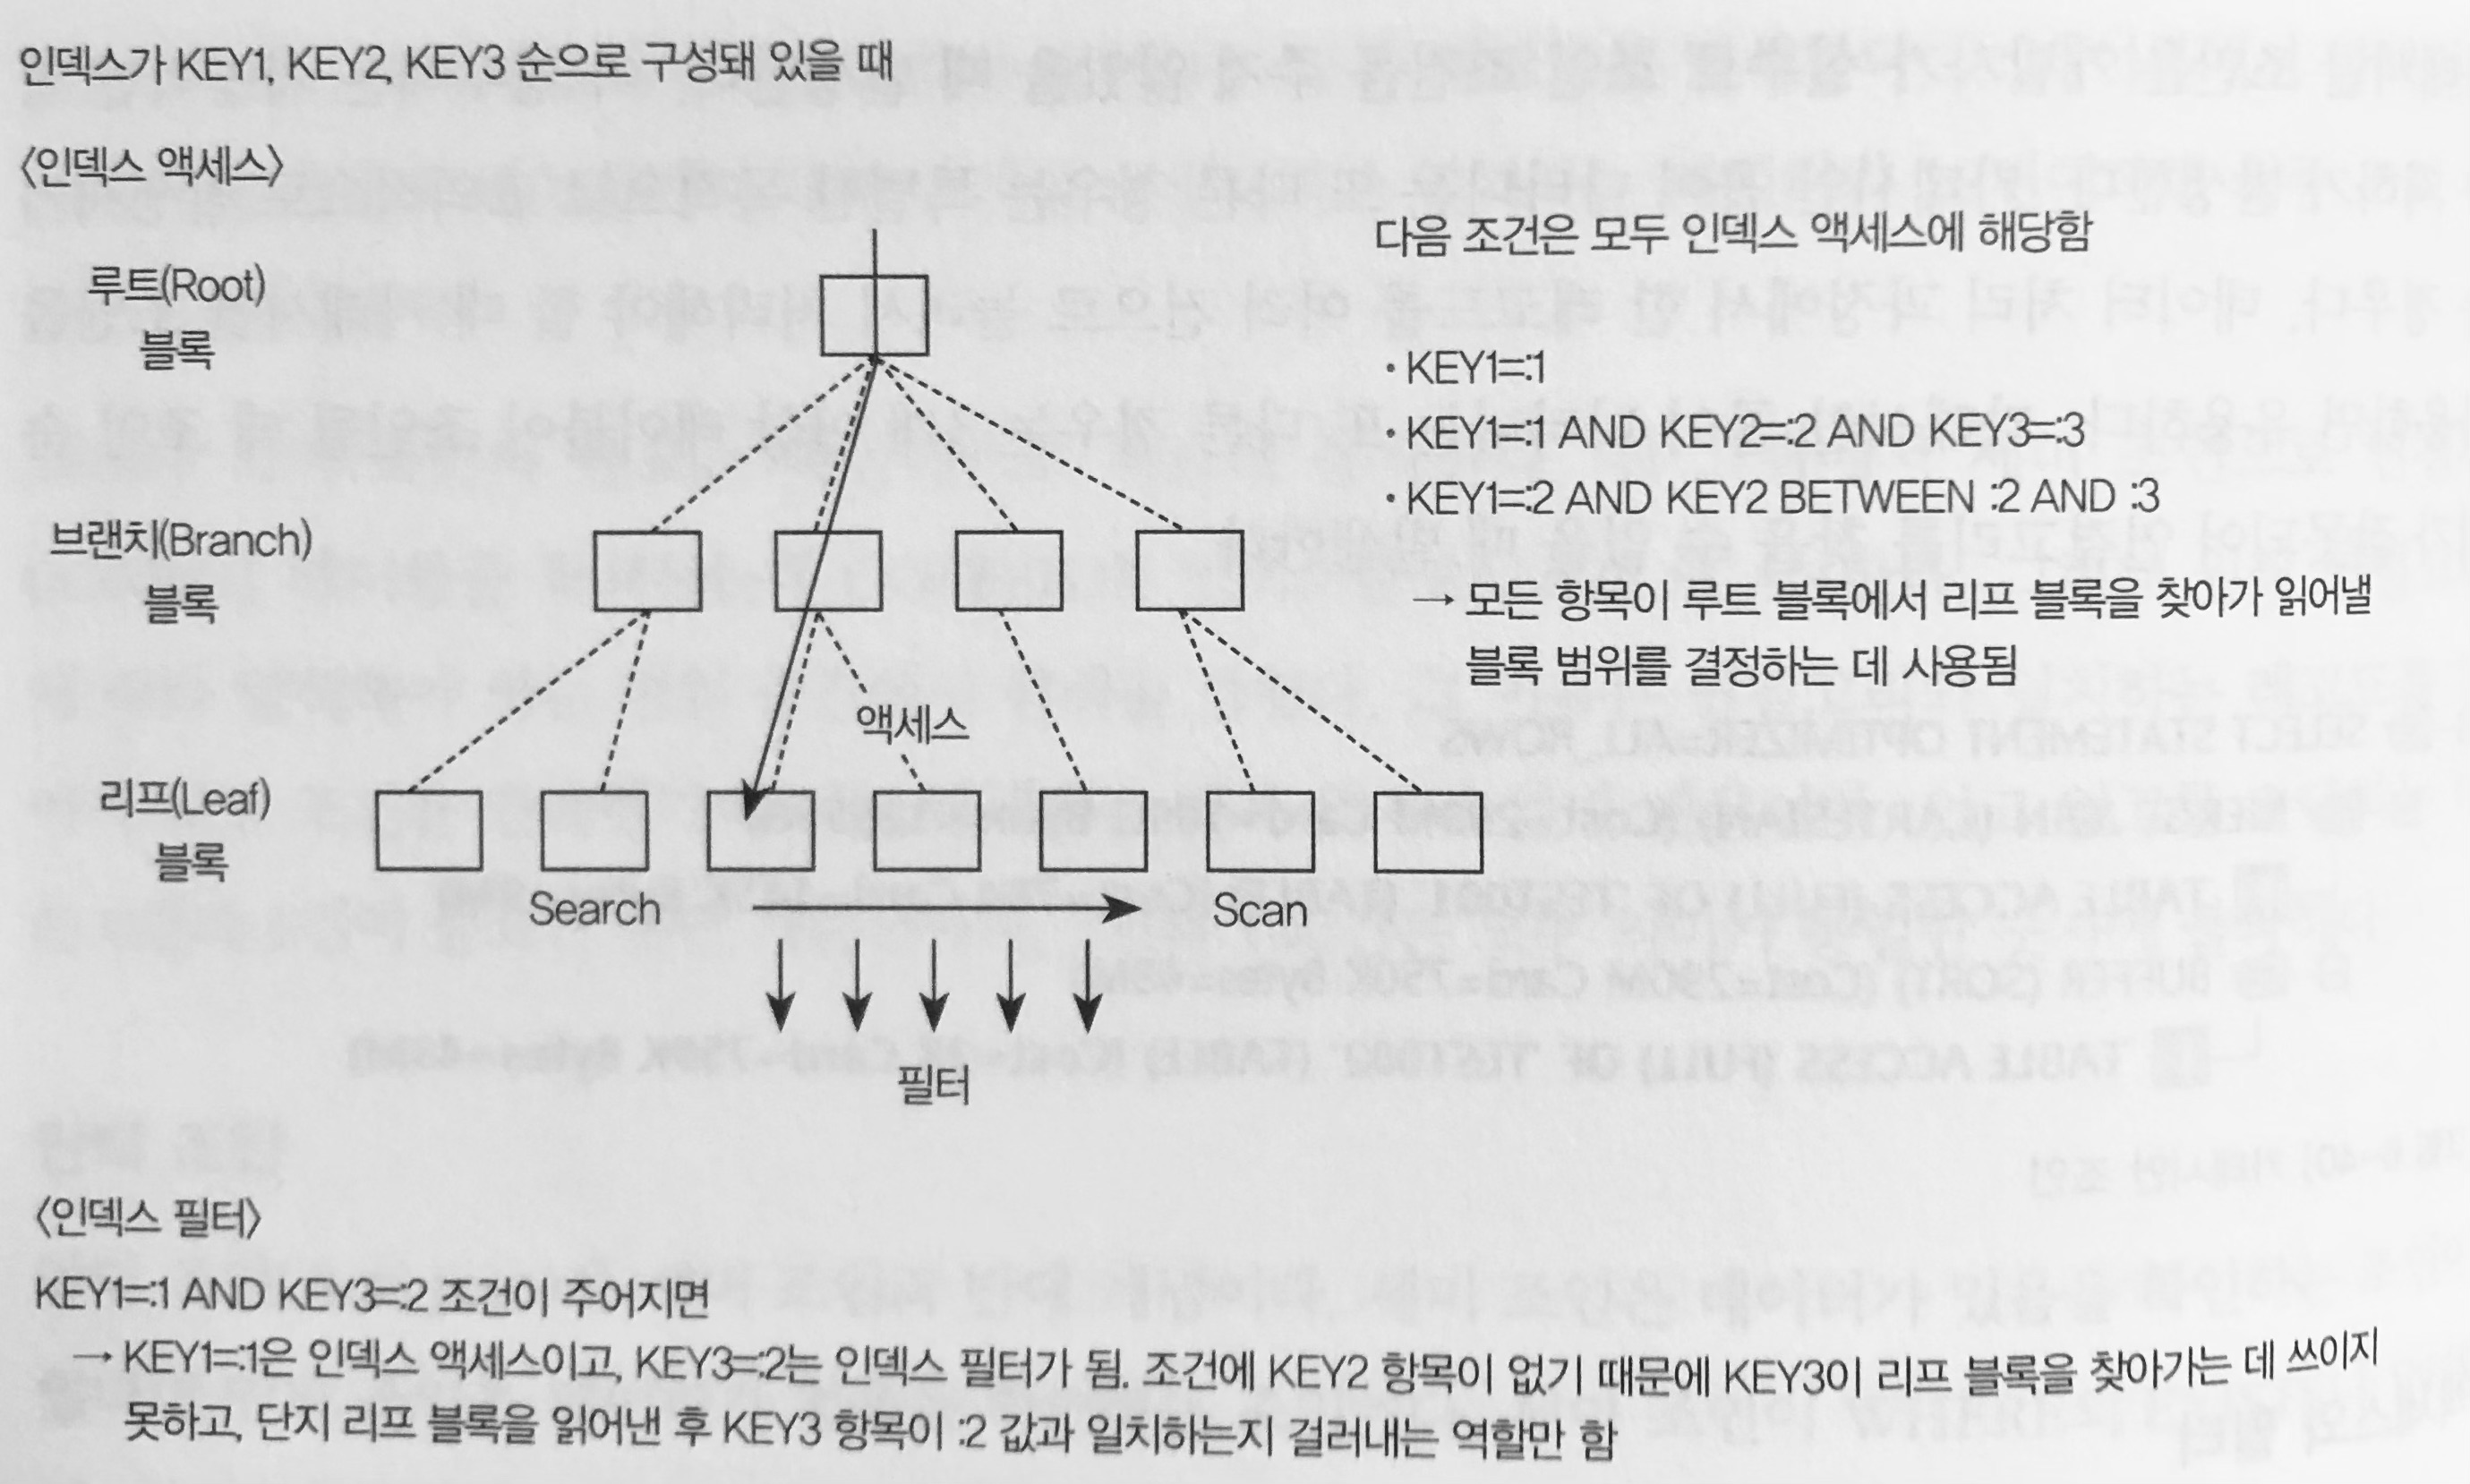 인덱스가 KEY1, KEY2, KEY3 순으로 구성돼 있을 때
〈인덱스 액세스〉
루트(Root)
블록
브랜치(Branch)
블록
액세스
리프(Leaf)
블록
Search
Scan
필터
다음 조건은 모두 인덱스 액세스에 해당함
· KEY1=:1
· KEY1=:1 AND KEY2=:2 AND KEY3=:3
· KEY1=:2 AND KEY2 BETWEEN :2 AND :3
→ 모든 항목이 루트 블록에서 리프 블록을 찾아가 읽어낼
블록 범위를 결정하는 데 사용됨
〈인덱스 필터〉
KEY1=:1 AND KEY3=:2 조건이 주어지면
→ KEY1=:1은 인덱스 액세스이고, KEY3=:2는 인덱스 필터가 됨. 조건에 KEY2 항목이 없기 때문에 KEY3이 리프 블록을 찾아가는 데 쓰이지
못하고, 단지 리프 블록을 읽어낸 후 KEY3 항목이 :2 값과 일치하는지 걸러내는 역할만 함